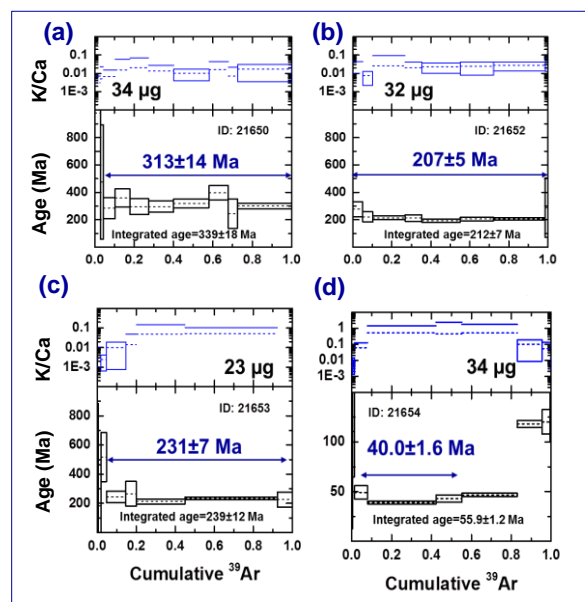 (a)
(b)
K/Ca
0.1
0.01
1E-3
34 µg
0.1
0.01
1E-3
32 µg
Age (Ma)
800
600
400
200
ID: 21650
313±14 Ma
Integrated age=339±18 Ma
0.0 0.2 0.4 0.6 0.8 1.0
800
600
400
200
ID: 21652
207±5 Ma
Integrated age=212±7 Ma
0.0 0.2 0.4 0.6 0.8 1.0
(c)
(d)
K/Ca
0.1
0.01
1E-3
23 µg
1
0.1
0.01
1E-3
34 µg
Age (Ma)
800
600
400
200
ID: 21653
231±7 Ma
Integrated age=239±12 Ma
0.0 0.2 0.4 0.6 0.8 1.0
Cumulative ³⁹Ar
100
50
ID: 21654
40.0±1.6 Ma
Integrated age=55.9±1.2 Ma
0.0 0.2 0.4 0.6 0.8 1.0
Cumulative ³⁹Ar